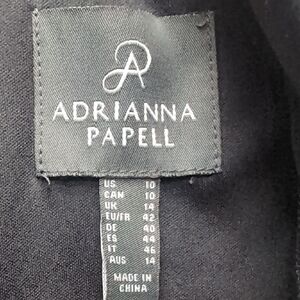 ADRIANNA
PAPELL
US 10
CAN 10
UK 14
EU/FR 42
DE 40
ES 44
IT 46
AUS 14
MADE IN
CHINA